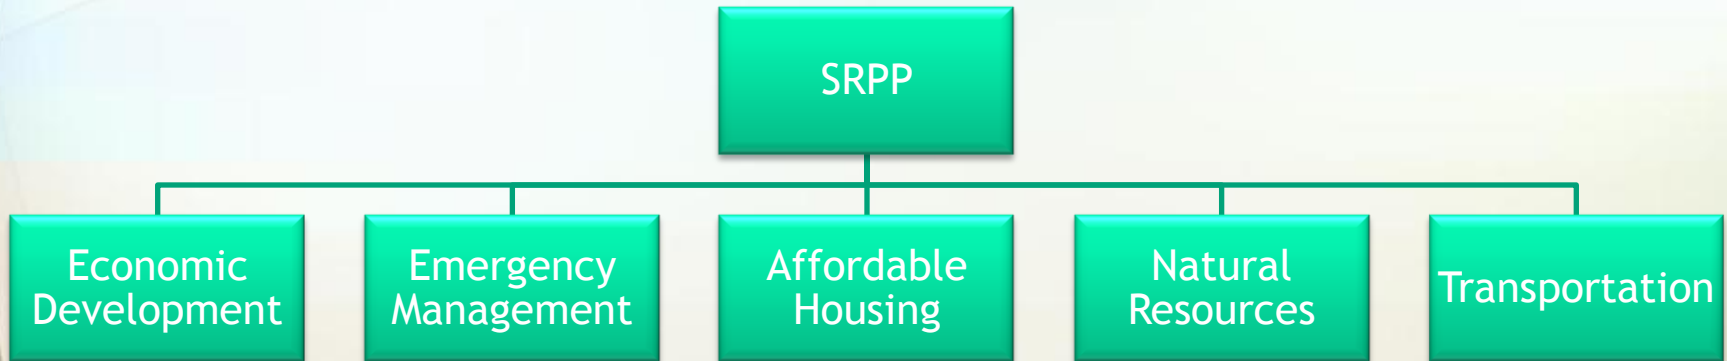 SRPP
Economic
Development
Emergency
Management
Affordable
Housing
Natural
Resources
Transportation